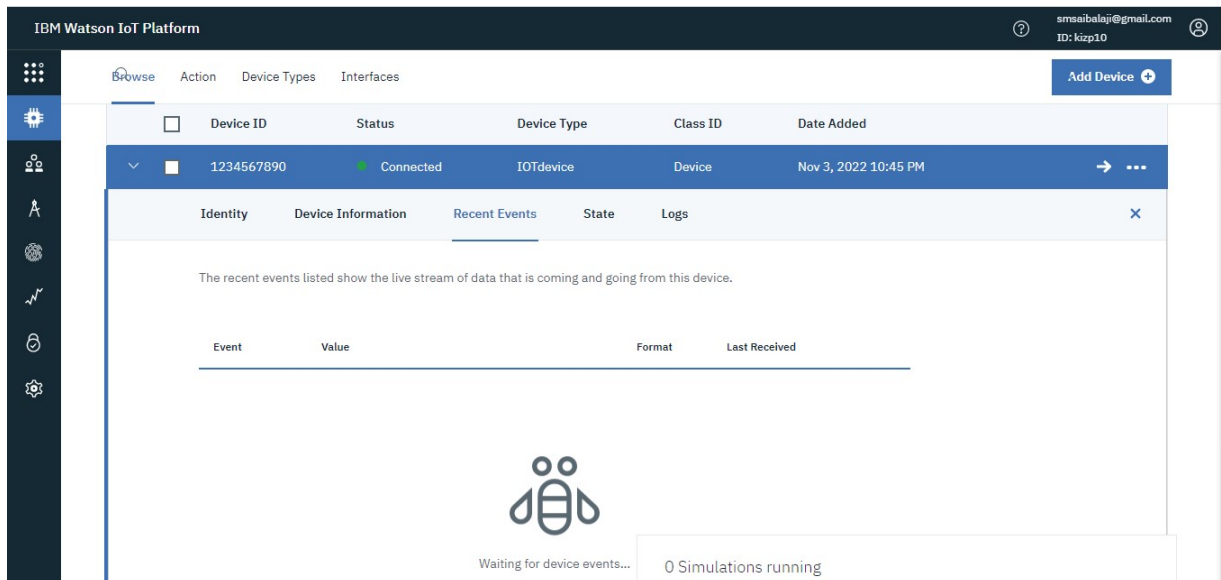 IBM Watson IoT Platform
smsaibalaji@gmail.com
ID: kizp10
Browse Action Device Types Interfaces
Add Device
Device ID Status Device Type Class ID Date Added
1234567890 Connected IOTdevice Device Nov 3, 2022 10:45 PM
Identity Device Information Recent Events State Logs
The recent events listed show the live stream of data that is coming and going from this device.
Event Value Format Last Received
Waiting for device events...
0 Simulations running